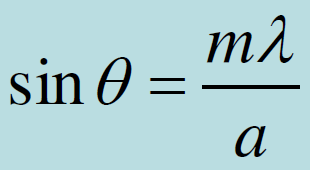 sin θ = mλ / a